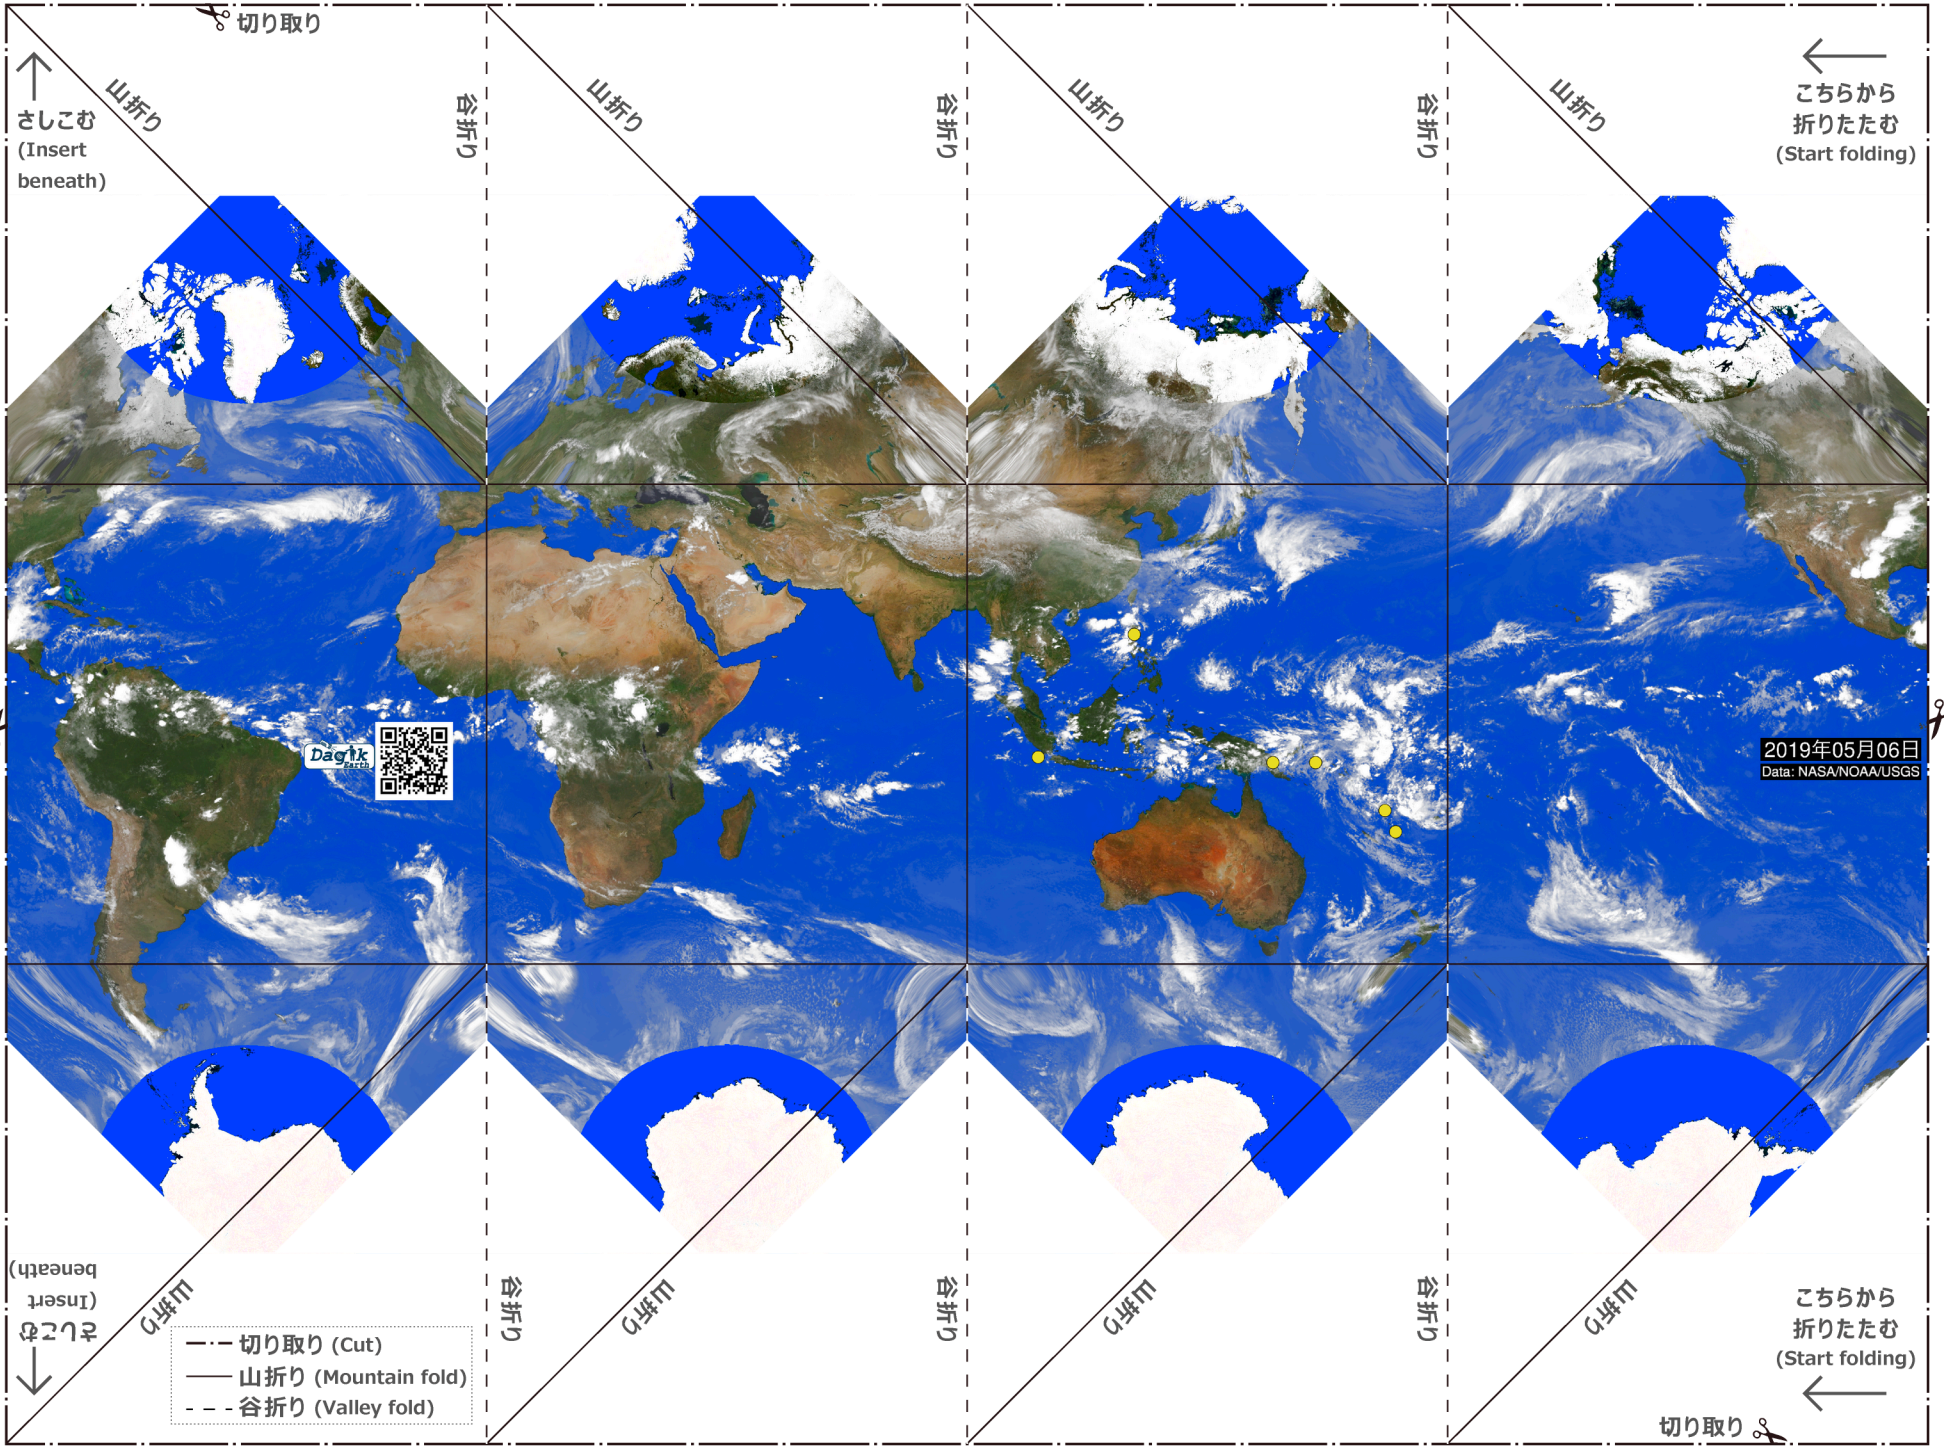 切り取り
さしこむ
(Insert
beneath)
山折り
谷折り
山折り
谷折り
山折り
谷折り
山折り
こちらから
折りたたむ
(Start folding)
Dagik
Earth
2019年05月06日
Data: NASA/NOAA/USGS
さしこむ
(Insert
beneath)
山折り
谷折り
山折り
谷折り
山折り
谷折り
山折り
こちらから
折りたたむ
(Start folding)
切り取り (Cut)
山折り (Mountain fold)
谷折り (Valley fold)
切り取り